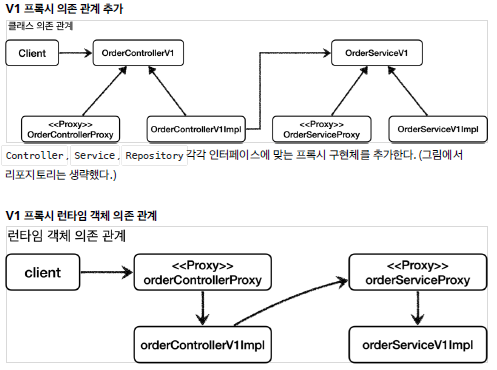 V1 프록시 의존 관계 추가
클래스 의존 관계
Client
OrderControllerV1
OrderServiceV1
<<Proxy>>
OrderControllerProxy
OrderControllerV1Impl
<<Proxy>>
OrderServiceProxy
OrderServiceV1Impl
Controller , Service , Repository 각각 인터페이스에 맞는 프록시 구현체를 추가한다. (그림에서
리포지토리는 생략했다.)
V1 프록시 런타임 객체 의존 관계
런타임 객체 의존 관계
client
<<Proxy>>
orderControllerProxy
<<Proxy>>
orderServiceProxy
orderControllerV1Impl
orderServiceV1Impl